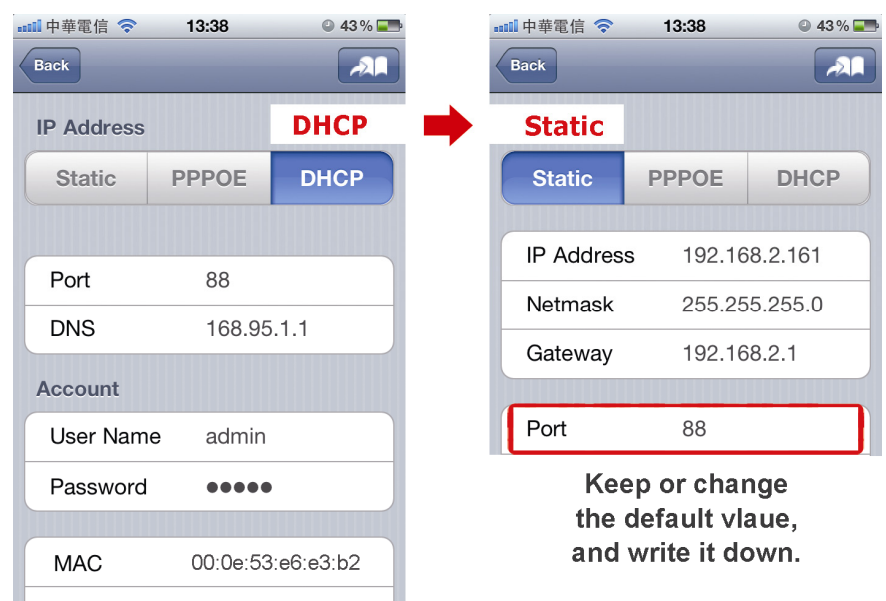 中華電信 13:38 43%
Back
IP Address DHCP
Static PPPOE DHCP
Port 88
DNS 168.95.1.1
Account
User Name admin
Password ●●●●●
MAC 00:0e:53:e6:e3:b2
中華電信 13:38 43%
Back
Static
Static PPPOE DHCP
IP Address 192.168.2.161
Netmask 255.255.255.0
Gateway 192.168.2.1
Port 88
Keep or change
the default vlaue,
and write it down.